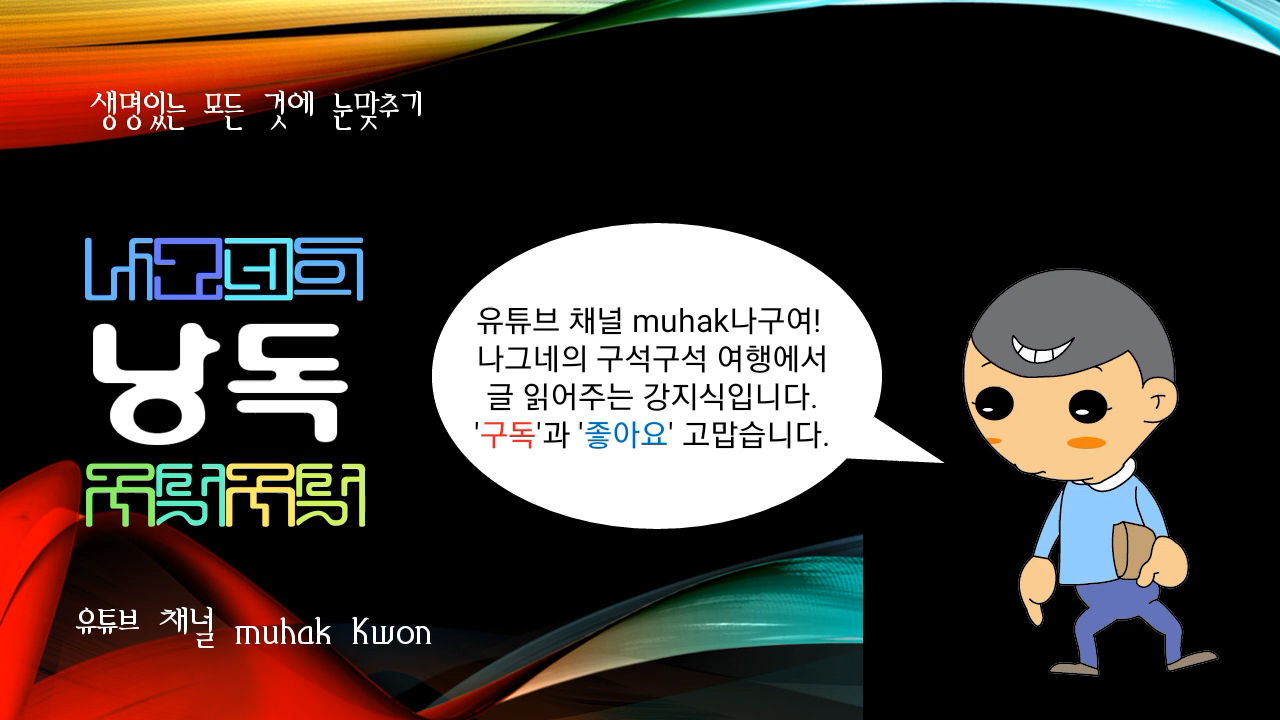 생명있는 모든 것에 눈맞추기
나그네의
낭독
구석구석
유튜브 채널 muhak나구여!
나그네의 구석구석 여행에서
글 읽어주는 강지식입니다.
'구독'과 '좋아요' 고맙습니다.
유튜브 채널 muhak Kwon